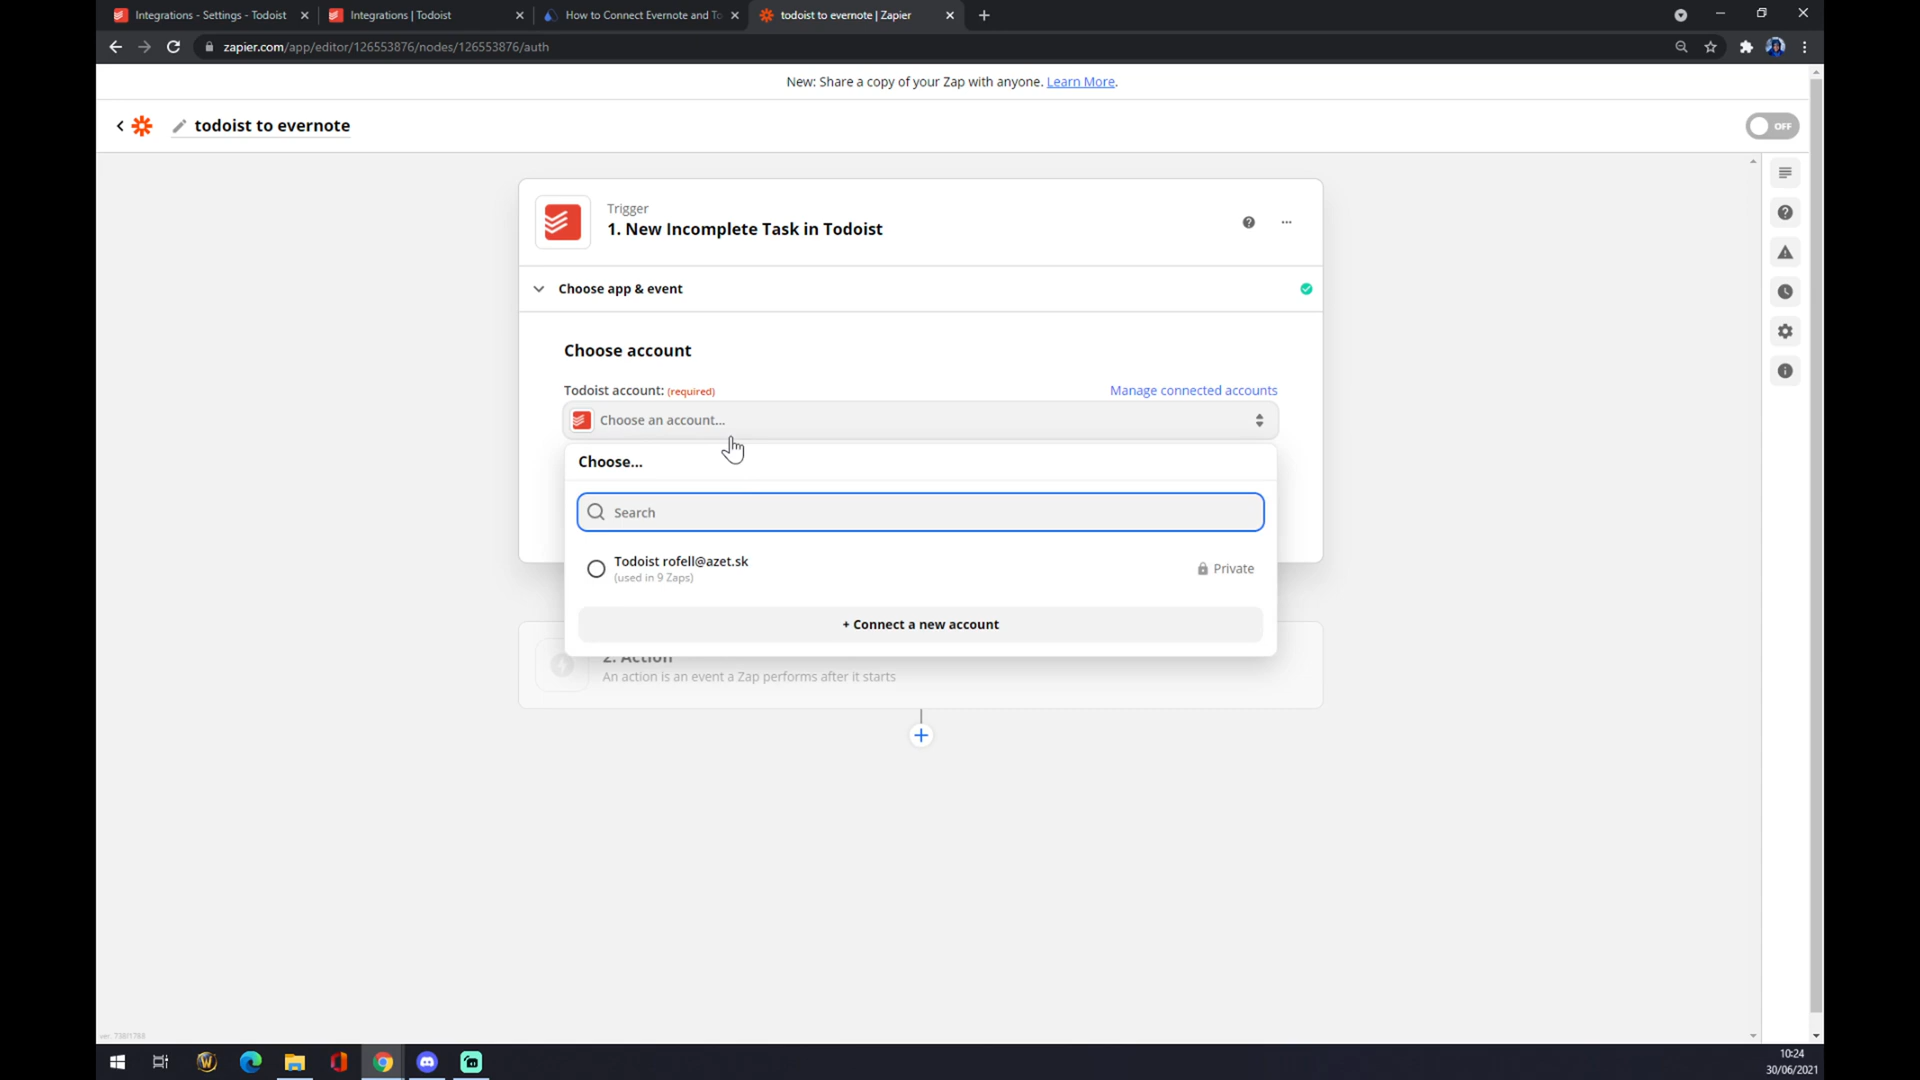 Integrations - Settings - Todoist
Integrations | Todoist
How to Connect Evernote and To
todoist to evernote | Zapier
zapier.com/app/editor/126553876/nodes/126553876/auth
New: Share a copy of your Zap with anyone. Learn More.
todoist to evernote
OFF
Trigger
1. New Incomplete Task in Todoist
Choose app & event
Choose account
Todoist account: (required)
Manage connected accounts
Choose an account...
Choose...
Search
Todoist rofell@azet.sk
(used in 9 Zaps)
Private
+ Connect a new account
2. Action
An action is an event a Zap performs after it starts
10:24
30/06/2021